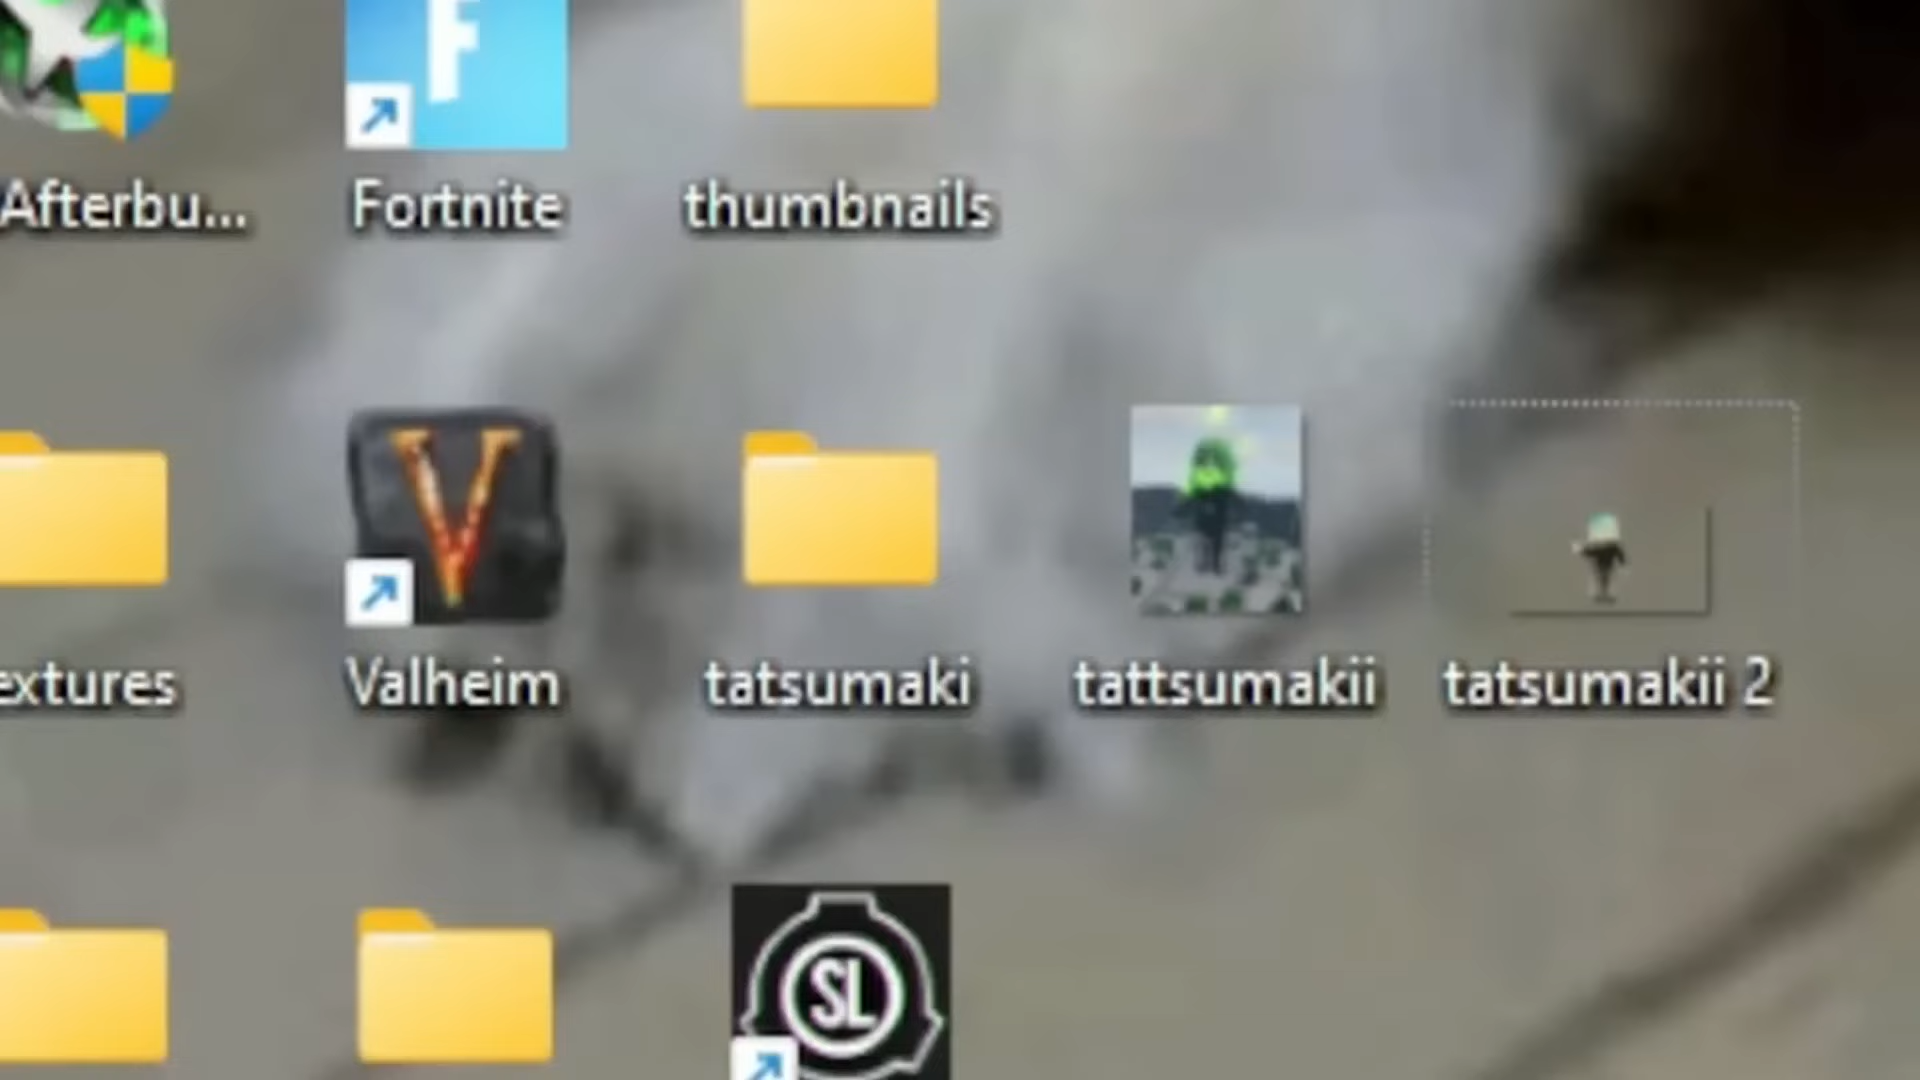 Afterbu...
Fortnite
thumbnails
extures
Valheim
tatsumaki
tattsumakii
tatsumakii 2
SL